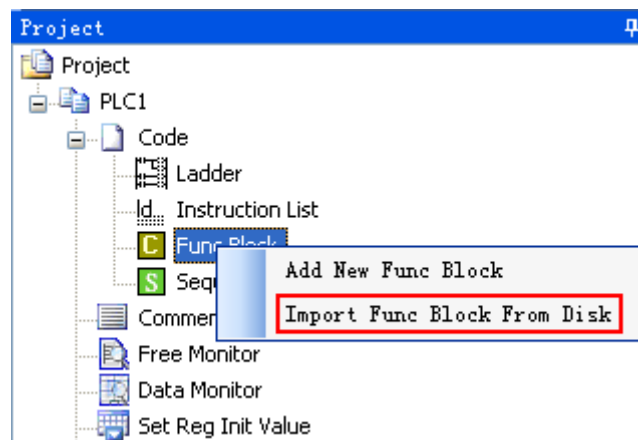 Project
Project
PLC1
Code
Ladder
Instruction List
Func Block
Add New Func Block
Import Func Block From Disk
Free Monitor
Data Monitor
Set Reg Init Value